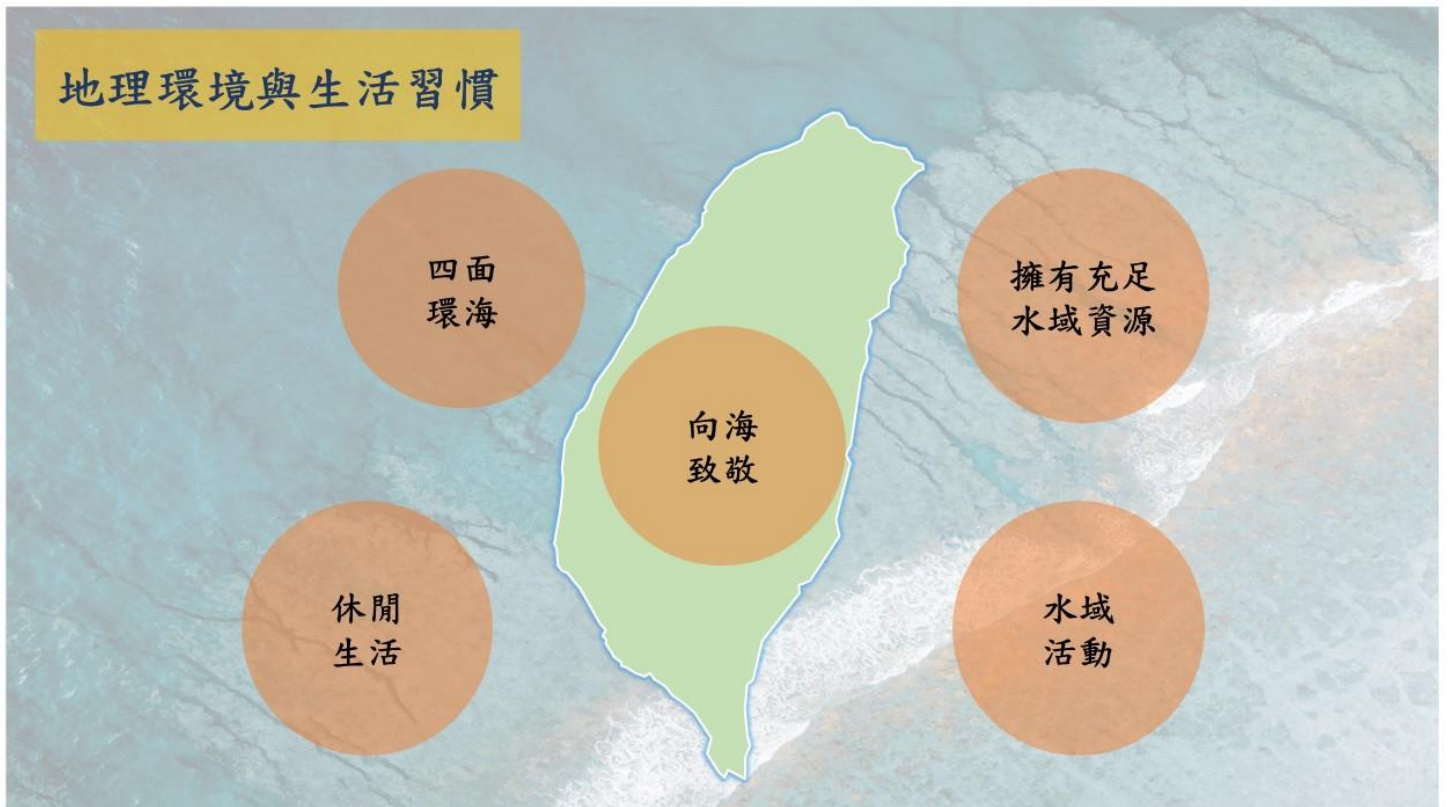 地理環境與生活習慣
四面
環海
擁有充足
水域資源
向海
致敬
休閒
生活
水域
活動